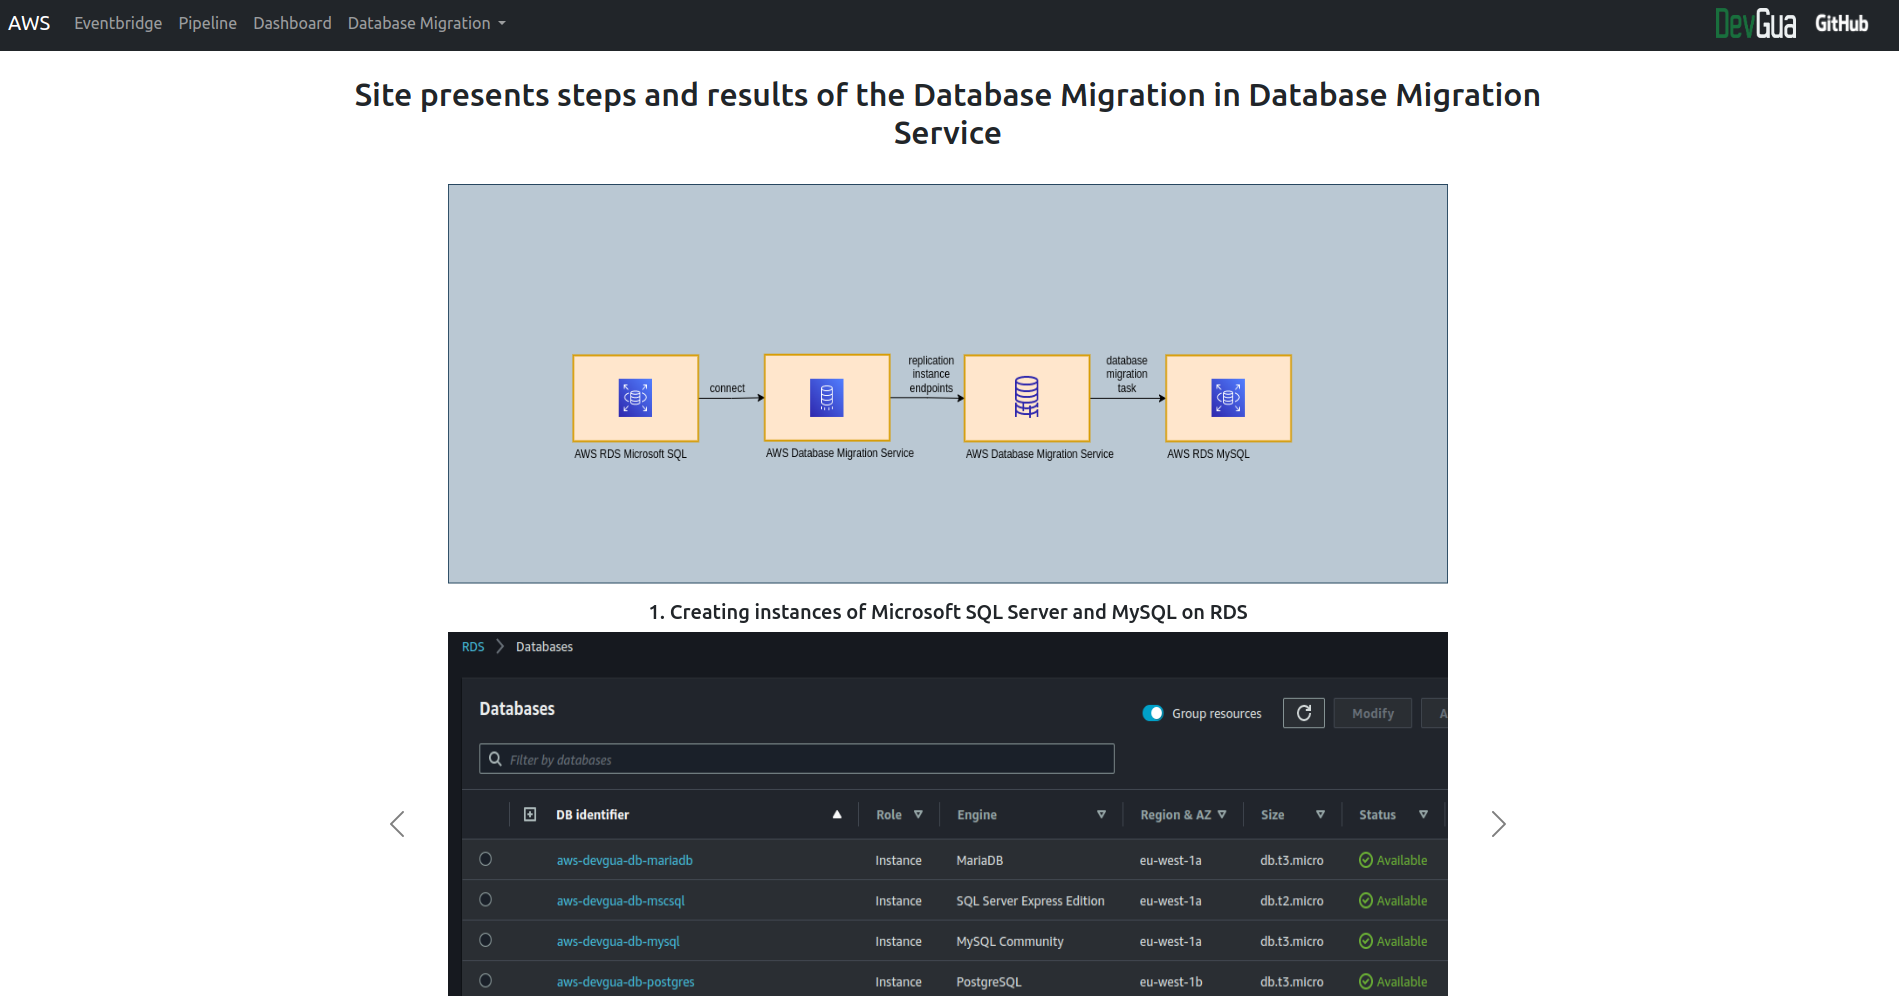 AWS Eventbridge Pipeline Dashboard Database Migration DevGua GitHub
Site presents steps and results of the Database Migration in Database Migration
Service
replication
instance
endpoints
database
migration
task
connect
AWS RDS Microsoft SQL
AWS Database Migration Service
AWS Database Migration Service
AWS RDS MySQL
1. Creating instances of Microsoft SQL Server and MySQL on RDS
RDS Databases
Databases
Group resources Modify A
Filter by databases
DB identifier Role Engine Region & AZ Size Status
aws-devgua-db-mariadb Instance MariaDB eu-west-1a db.t3.micro Available
aws-devgua-db-mscsql Instance SQL Server Express Edition eu-west-1a db.t2.micro Available
aws-devgua-db-mysql Instance MySQL Community eu-west-1a db.t3.micro Available
aws-devgua-db-postgres Instance PostgreSQL eu-west-1b db.t3.micro Available